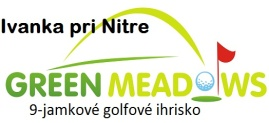 Ivanka pri Nitre
GREEN MEADOWS
9-jamkové golfové ihrisko